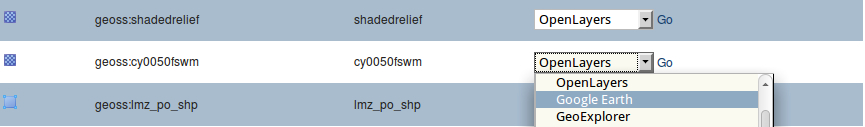 geoss:shadedrelief shadedrelief OpenLayers Go
geoss:cy0050fswm cy0050fswm OpenLayers Go
OpenLayers
Google Earth
geoss:lmz_po_shp lmz_po_shp
GeoExplorer